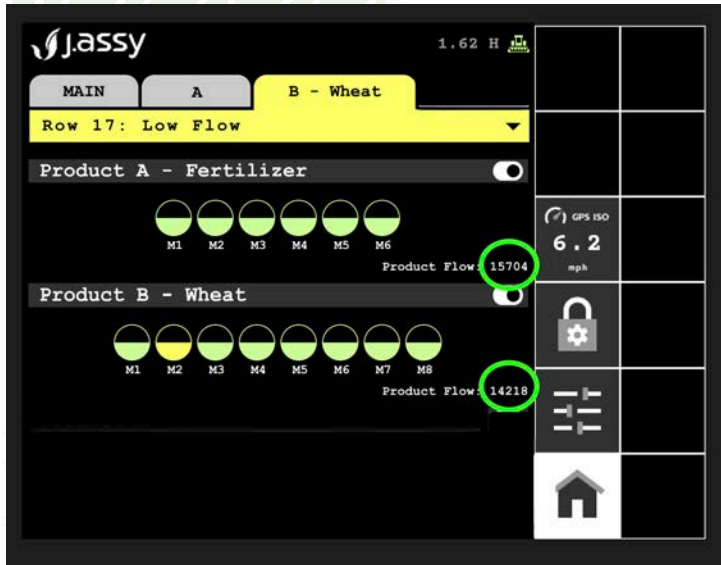 J.assy
1.62 H
MAIN A B - Wheat
Row 17: Low Flow
Product A - Fertilizer
M1 M2 M3 M4 M5 M6
Product Flow: 15704
Product B - Wheat
M1 M2 M3 M4 M5 M6 M7 M8
Product Flow: 14218
GPS ISO
6.2
mph